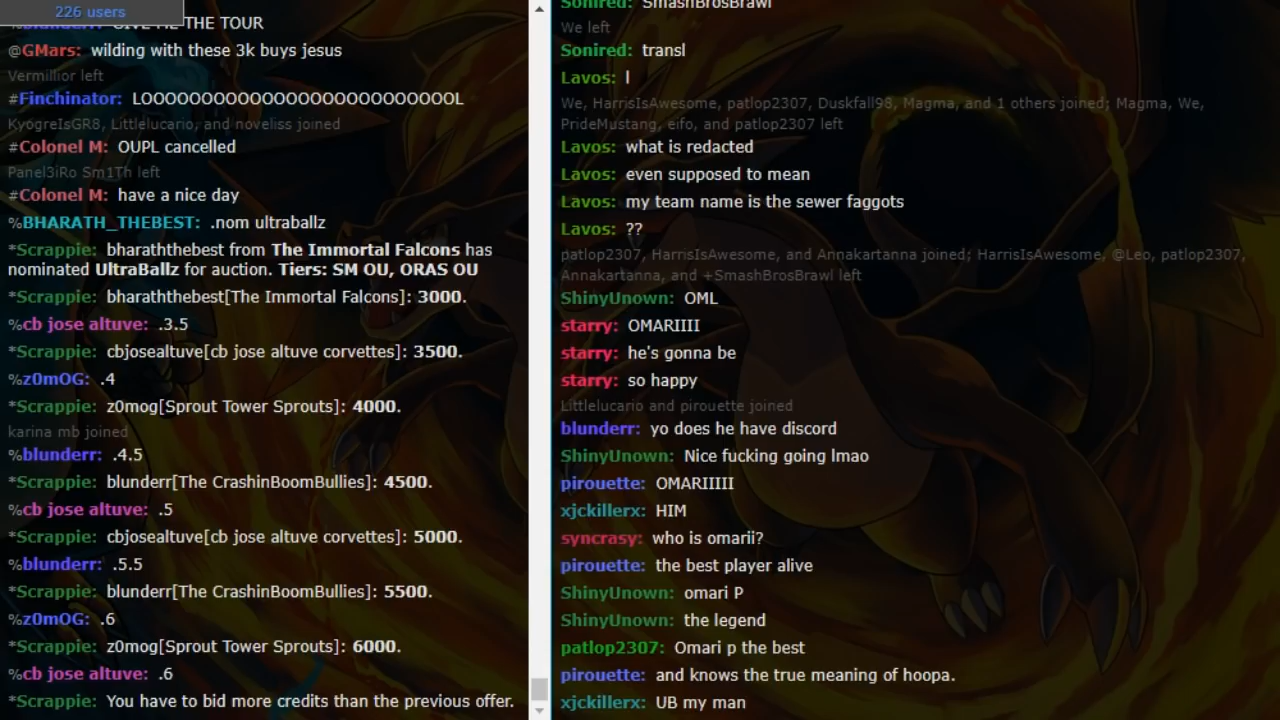 226 users
%blunderr: GIVE ME THE TOUR
@GMars: wilding with these 3k buys jesus
Vermillior left
#Finchinator: LOOOOOOOOOOOOOOOOOOOOOOOOOOL
KyogreIsGR8, Littlelucario, and noveliss joined
#Colonel M: OUPL cancelled
Panel3iRo Sm1Th left
#Colonel M: have a nice day
%BHARATH_THEBEST: .nom ultraballz
*Scrappie: bharaththebest from The Immortal Falcons has
nominated UltraBallz for auction. Tiers: SM OU, ORAS OU
*Scrappie: bharaththebest[The Immortal Falcons]: 3000.
%cb jose altuve: .3.5
*Scrappie: cbjosealtuve[cb jose altuve corvettes]: 3500.
%z0mOG: .4
*Scrappie: z0mog[Sprout Tower Sprouts]: 4000.
karina mb joined
%blunderr: .4.5
*Scrappie: blunderr[The CrashinBoomBullies]: 4500.
%cb jose altuve: .5
*Scrappie: cbjosealtuve[cb jose altuve corvettes]: 5000.
%blunderr: .5.5
*Scrappie: blunderr[The CrashinBoomBullies]: 5500.
%z0mOG: .6
*Scrappie: z0mog[Sprout Tower Sprouts]: 6000.
%cb jose altuve: .6
*Scrappie: You have to bid more credits than the previous offer.
Sonired: SmashBrosBrawl
We left
Sonired: transl
Lavos: l
We, HarrisIsAwesome, patlop2307, Duskfall98, Magma, and 1 others joined; Magma, We,
PrideMustang, eifo, and patlop2307 left
Lavos: what is redacted
Lavos: even supposed to mean
Lavos: my team name is the sewer faggots
Lavos: ??
patlop2307, HarrisIsAwesome, and Annakartanna joined; HarrisIsAwesome, @Leo, patlop2307,
Annakartanna, and +SmashBrosBrawl left
ShinyUnown: OML
starry: OMARIIII
starry: he's gonna be
starry: so happy
Littlelucario and pirouette joined
blunderr: yo does he have discord
ShinyUnown: Nice fucking going lmao
pirouette: OMARIIIII
xjckillerx: HIM
syncrasy: who is omarii?
pirouette: the best player alive
ShinyUnown: omari P
ShinyUnown: the legend
patlop2307: Omari p the best
pirouette: and knows the true meaning of hoopa.
xjckillerx: UB my man